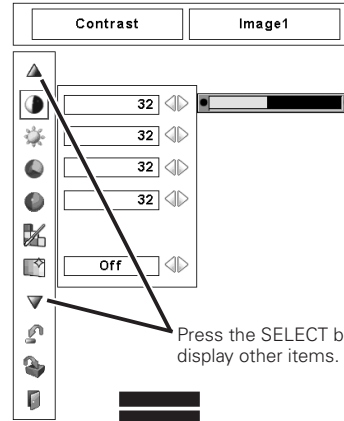 Contrast Image1
32
32
32
32
Off
Press the SELECT
display other items.